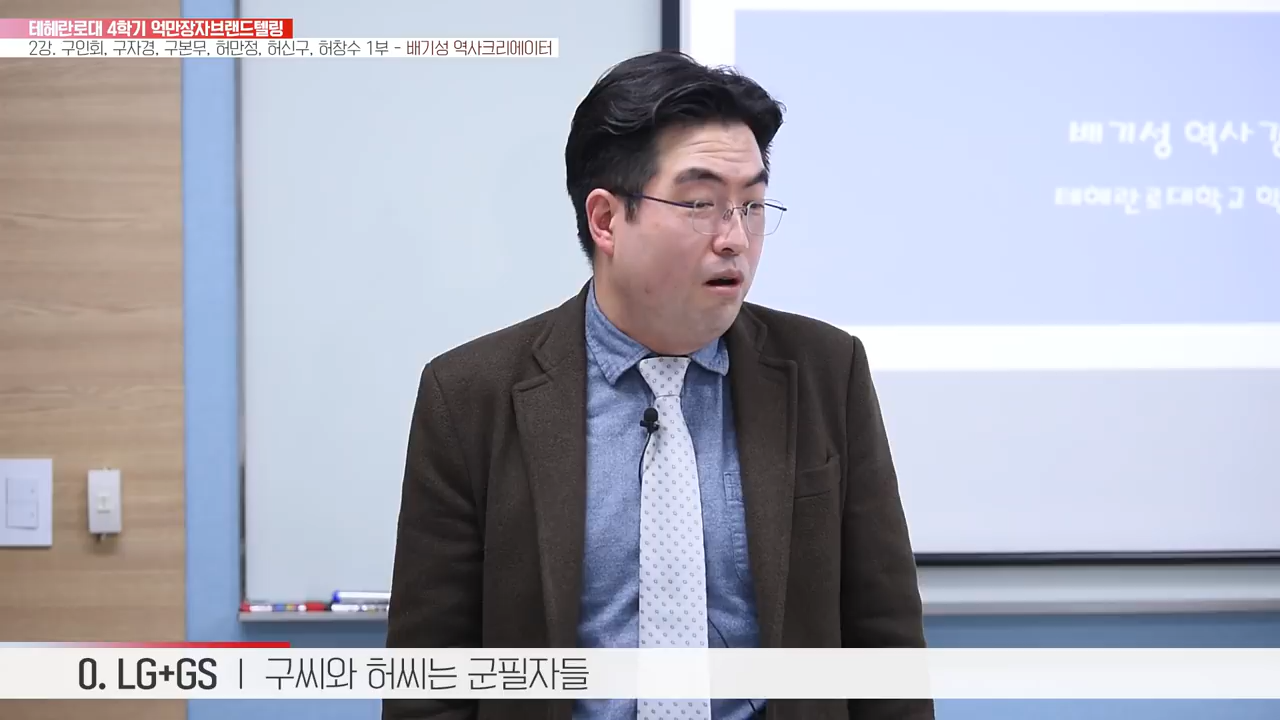 테헤란로대 4학기 억만장자브랜드텔링
2강. 구인회, 구자경, 구본무, 허만정, 허신구, 허창수 1부 - 배기성 역사크리에이터
배기성 역사
테헤란로대학교
0. LG+GS | 구씨와 허씨는 군필자들